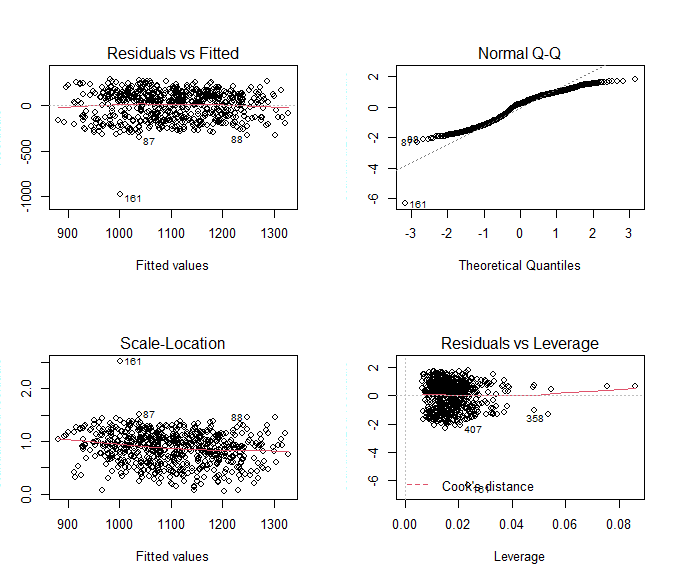 Residuals vs Fitted
0
-500
-1000
87
88
161
900 1000 1100 1200 1300
Fitted values
Normal Q-Q
2
0
-2
-4
-6
88
87
161
-3 -2 -1 0 1 2 3
Theoretical Quantiles
Scale-Location
2.0
1.0
0.0
161
87
88
900 1000 1100 1200 1300
Fitted values
Residuals vs Leverage
2
0
-2
-4
-6
358
407
Cook's distance
161
0.00 0.02 0.04 0.06 0.08
Leverage